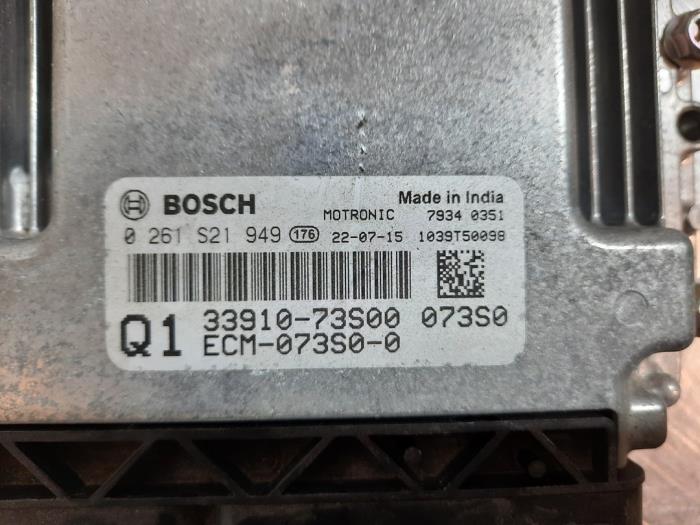 BOSCH Made in India
MOTRONIC 7934 0351
0 261 S21 949 176 22-07-15 1039T50098
Q1 33910-73S00 073S0
ECM-073S0-0